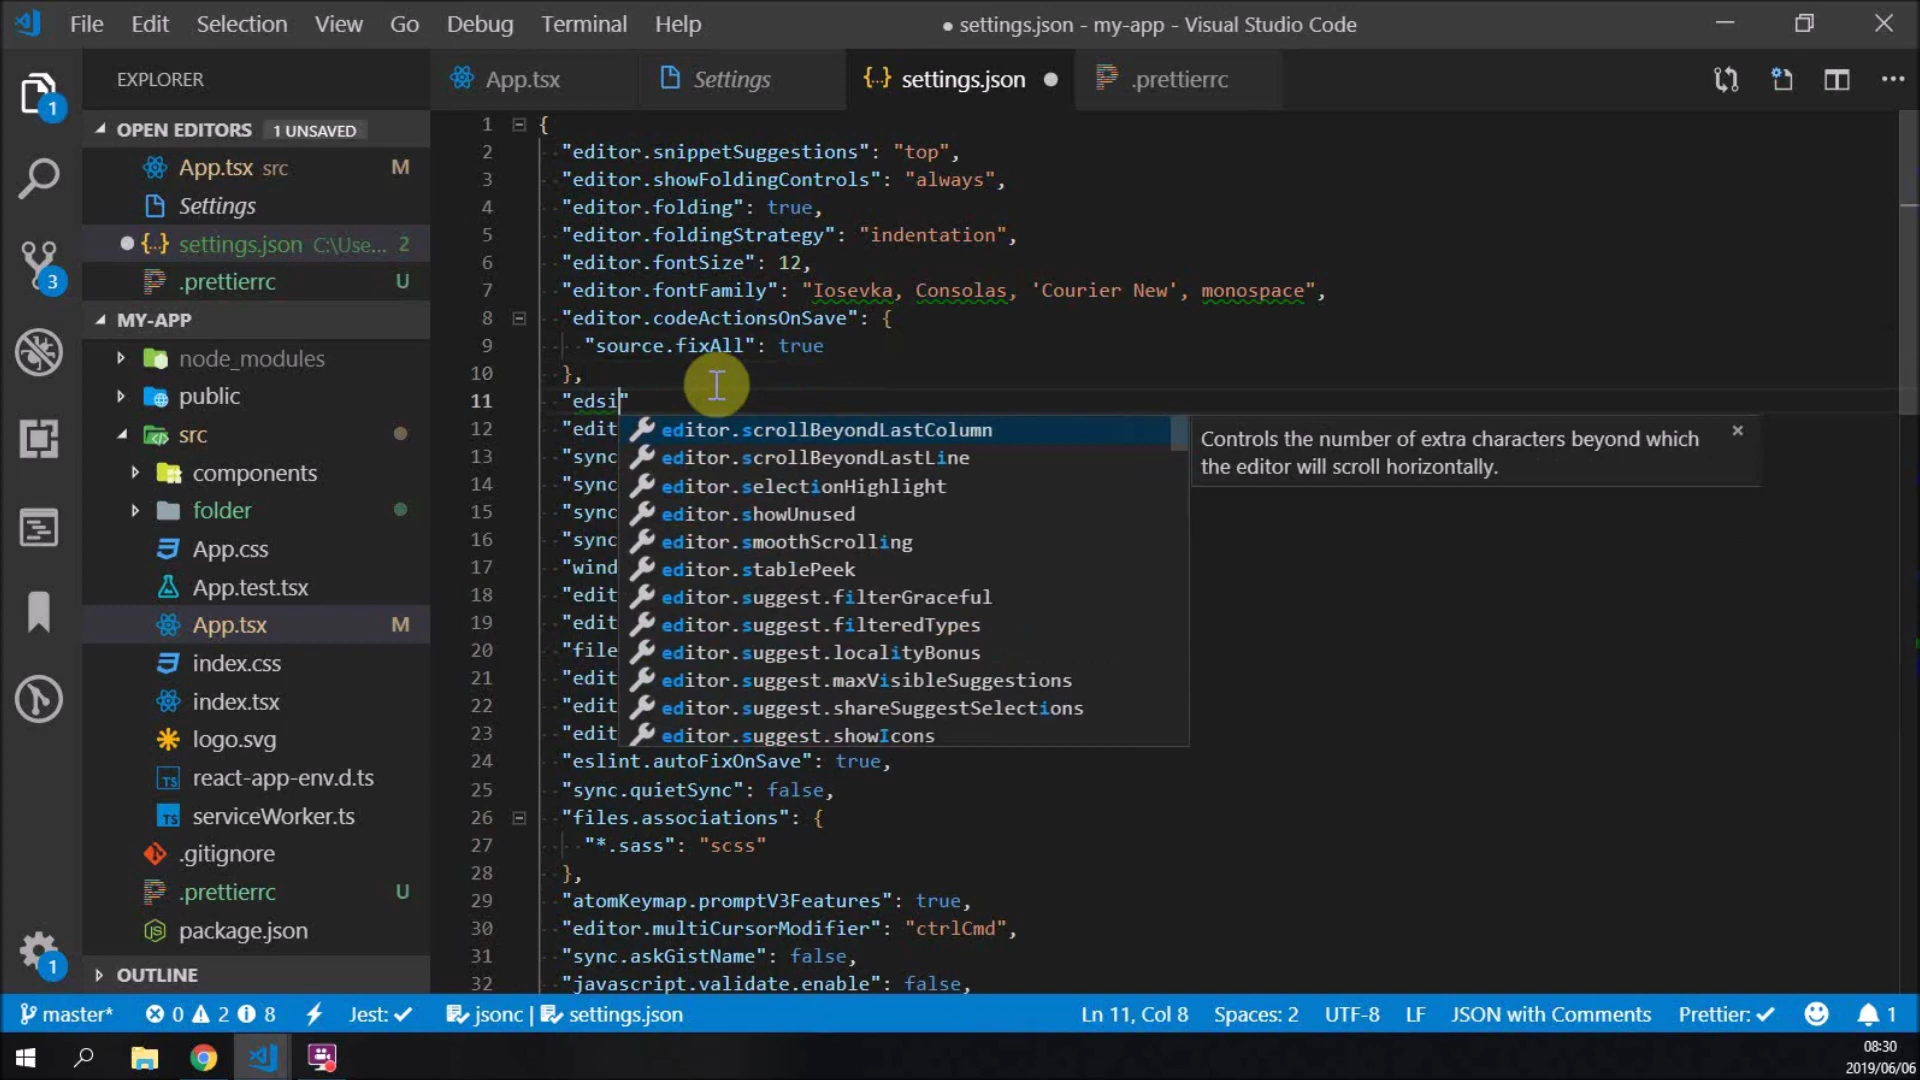 File Edit Selection View Go Debug Terminal Help
● settings.json - my-app - Visual Studio Code
EXPLORER
App.tsx
Settings
{..} settings.json ●
.prettierrc
OPEN EDITORS 1 UNSAVED
App.tsx src M
Settings
● {..} settings.json C:\Use... 2
.prettierrc U
MY-APP
node_modules
public
src
components
folder
App.css
App.test.tsx
App.tsx M
index.css
index.tsx
logo.svg
react-app-env.d.ts
serviceWorker.ts
.gitignore
.prettierrc U
package.json
OUTLINE
1
3
1
1 {
2 "editor.snippetSuggestions": "top",
3 "editor.showFoldingControls": "always",
4 "editor.folding": true,
5 "editor.foldingStrategy": "indentation",
6 "editor.fontSize": 12,
7 "editor.fontFamily": "Iosevka, Consolas, 'Courier New', monospace",
8 "editor.codeActionsOnSave": {
9 "source.fixAll": true
10 },
11 "edsi"
12 "edit
13 "sync
14 "sync
15 "sync
16 "sync
17 "wind
18 "edit
19 "edit
20 "file
21 "edit
22 "edit
23 "edit
24 "eslint.autoFixOnSave": true,
25 "sync.quietSync": false,
26 "files.associations": {
27 "*.sass": "scss"
28 },
29 "atomKeymap.promptV3Features": true,
30 "editor.multiCursorModifier": "ctrlCmd",
31 "sync.askGistName": false,
32 "javascript.validate.enable": false,
editor.scrollBeyondLastColumn
editor.scrollBeyondLastLine
editor.selectionHighlight
editor.showUnused
editor.smoothScrolling
editor.stablePeek
editor.suggest.filterGraceful
editor.suggest.filteredTypes
editor.suggest.localityBonus
editor.suggest.maxVisibleSuggestions
editor.suggest.shareSuggestSelections
editor.suggest.showIcons
Controls the number of extra characters beyond which
the editor will scroll horizontally.
master* 0 2 8 Jest: ✓ jsonc | settings.json Ln 11, Col 8 Spaces: 2 UTF-8 LF JSON with Comments Prettier: ✓ 1
08:30
2019/06/06